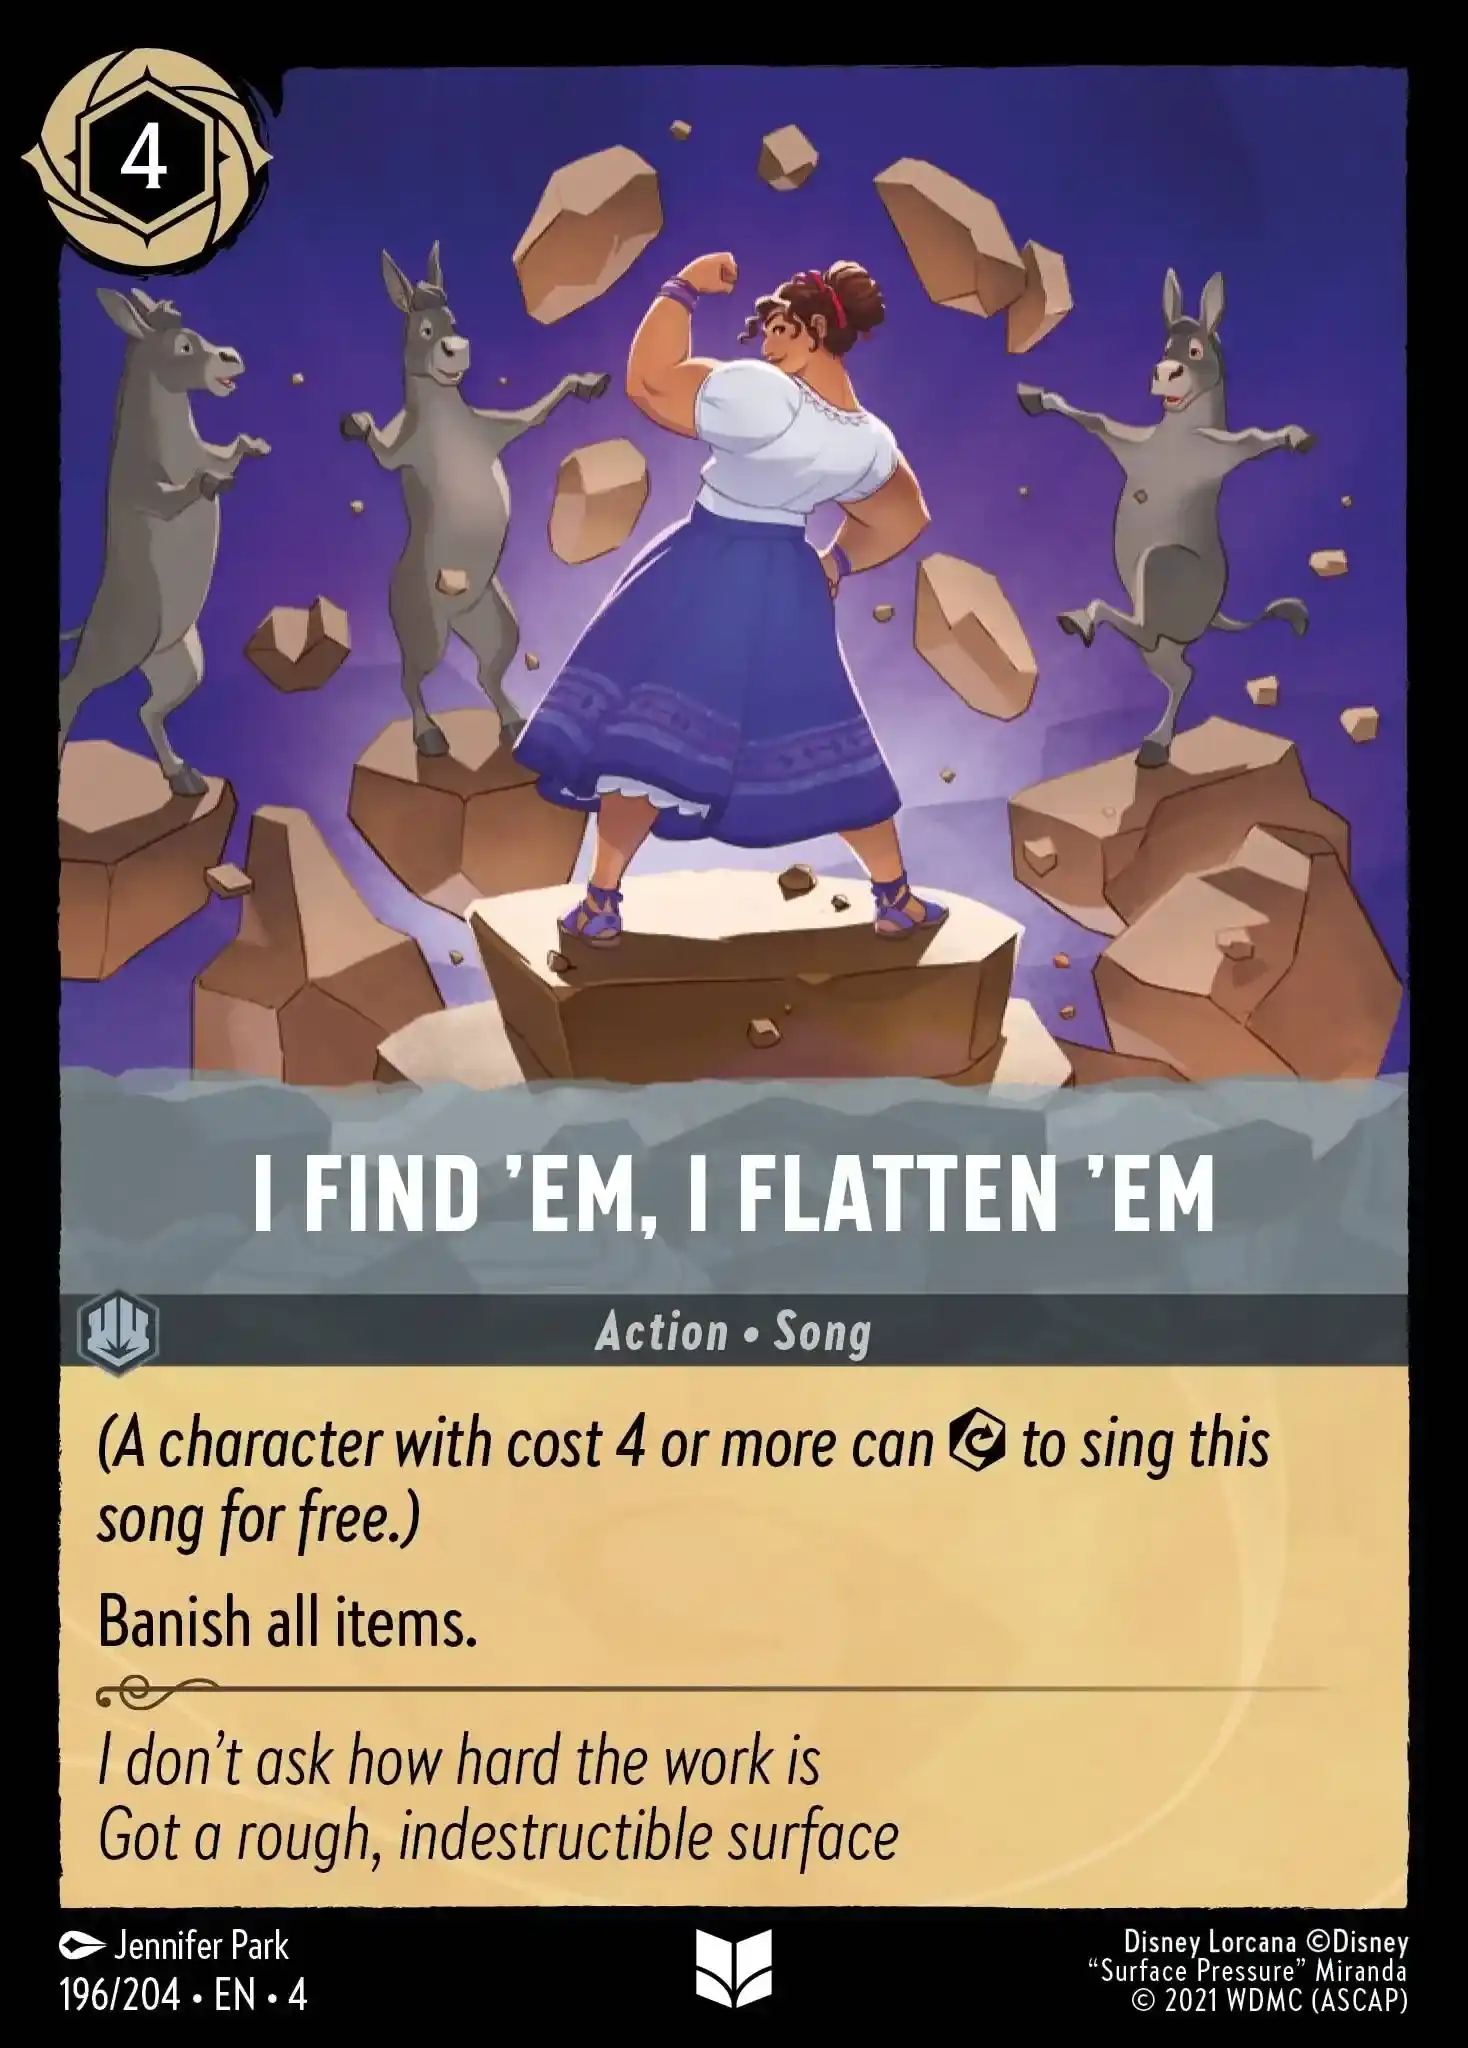 4
I FIND ’EM, I FLATTEN ’EM
Action • Song
(A character with cost 4 or more can to sing this
song for free.)
Banish all items.
I don’t ask how hard the work is
Got a rough, indestructible surface
Jennifer Park
196/204 • EN • 4
Disney Lorcana ©Disney
“Surface Pressure” Miranda
© 2021 WDMC (ASCAP)